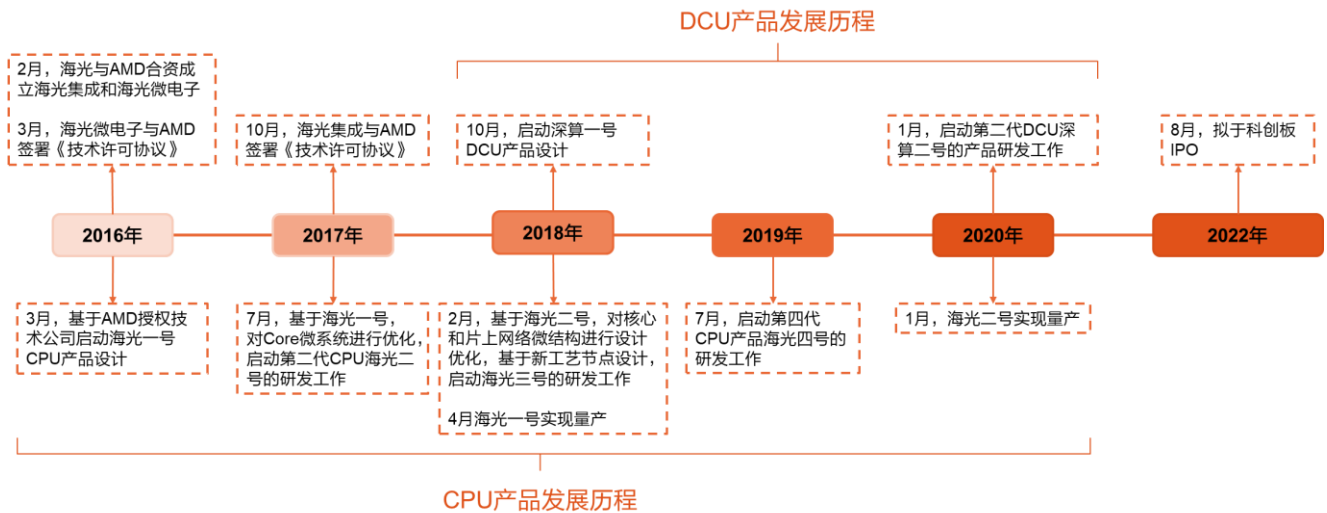 DCU产品发展历程
2月，海光与AMD合资成
立海光集成和海光微电子
3月，海光微电子与AMD
签署《技术许可协议》
10月，海光集成与AMD
签署《技术许可协议》
10月，启动深算一号
DCU产品设计
1月，启动第二代DCU深
算二号的产品研发工作
8月，拟于科创板
IPO
2016年
2017年
2018年
2019年
2020年
2022年
3月，基于AMD授权技
术公司启动海光一号
CPU产品设计
7月，基于海光一号，
对Core微系统进行优化，
启动第二代CPU海光二
号的研发工作
2月，基于海光二号，对核心
和片上网络微结构进行设计
优化，基于新工艺节点设计，
启动海光三号的研发工作
4月海光一号实现量产
7月，启动第四代
CPU产品海光四号的
研发工作
1月，海光二号实现量产
CPU产品发展历程